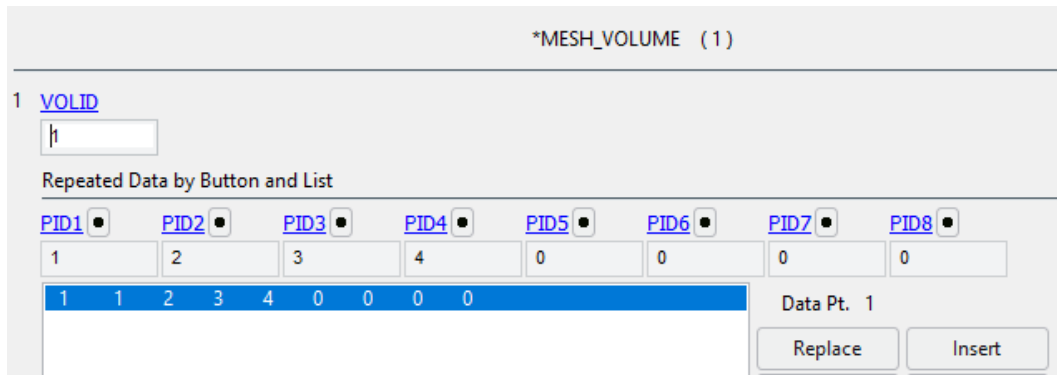 *MESH_VOLUME (1)
1 VOLID
1
Repeated Data by Button and List
PID1 PID2 PID3 PID4 PID5 PID6 PID7 PID8
1 2 3 4 0 0 0 0
1 1 2 3 4 0 0 0 0
Data Pt. 1
Replace Insert